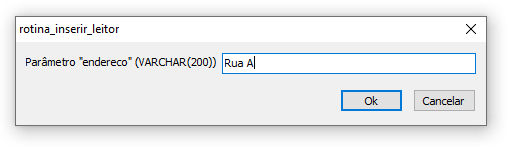 rotina_inserir_leitor
Parâmetro "endereco" (VARCHAR(200)) Rua A
Ok Cancelar